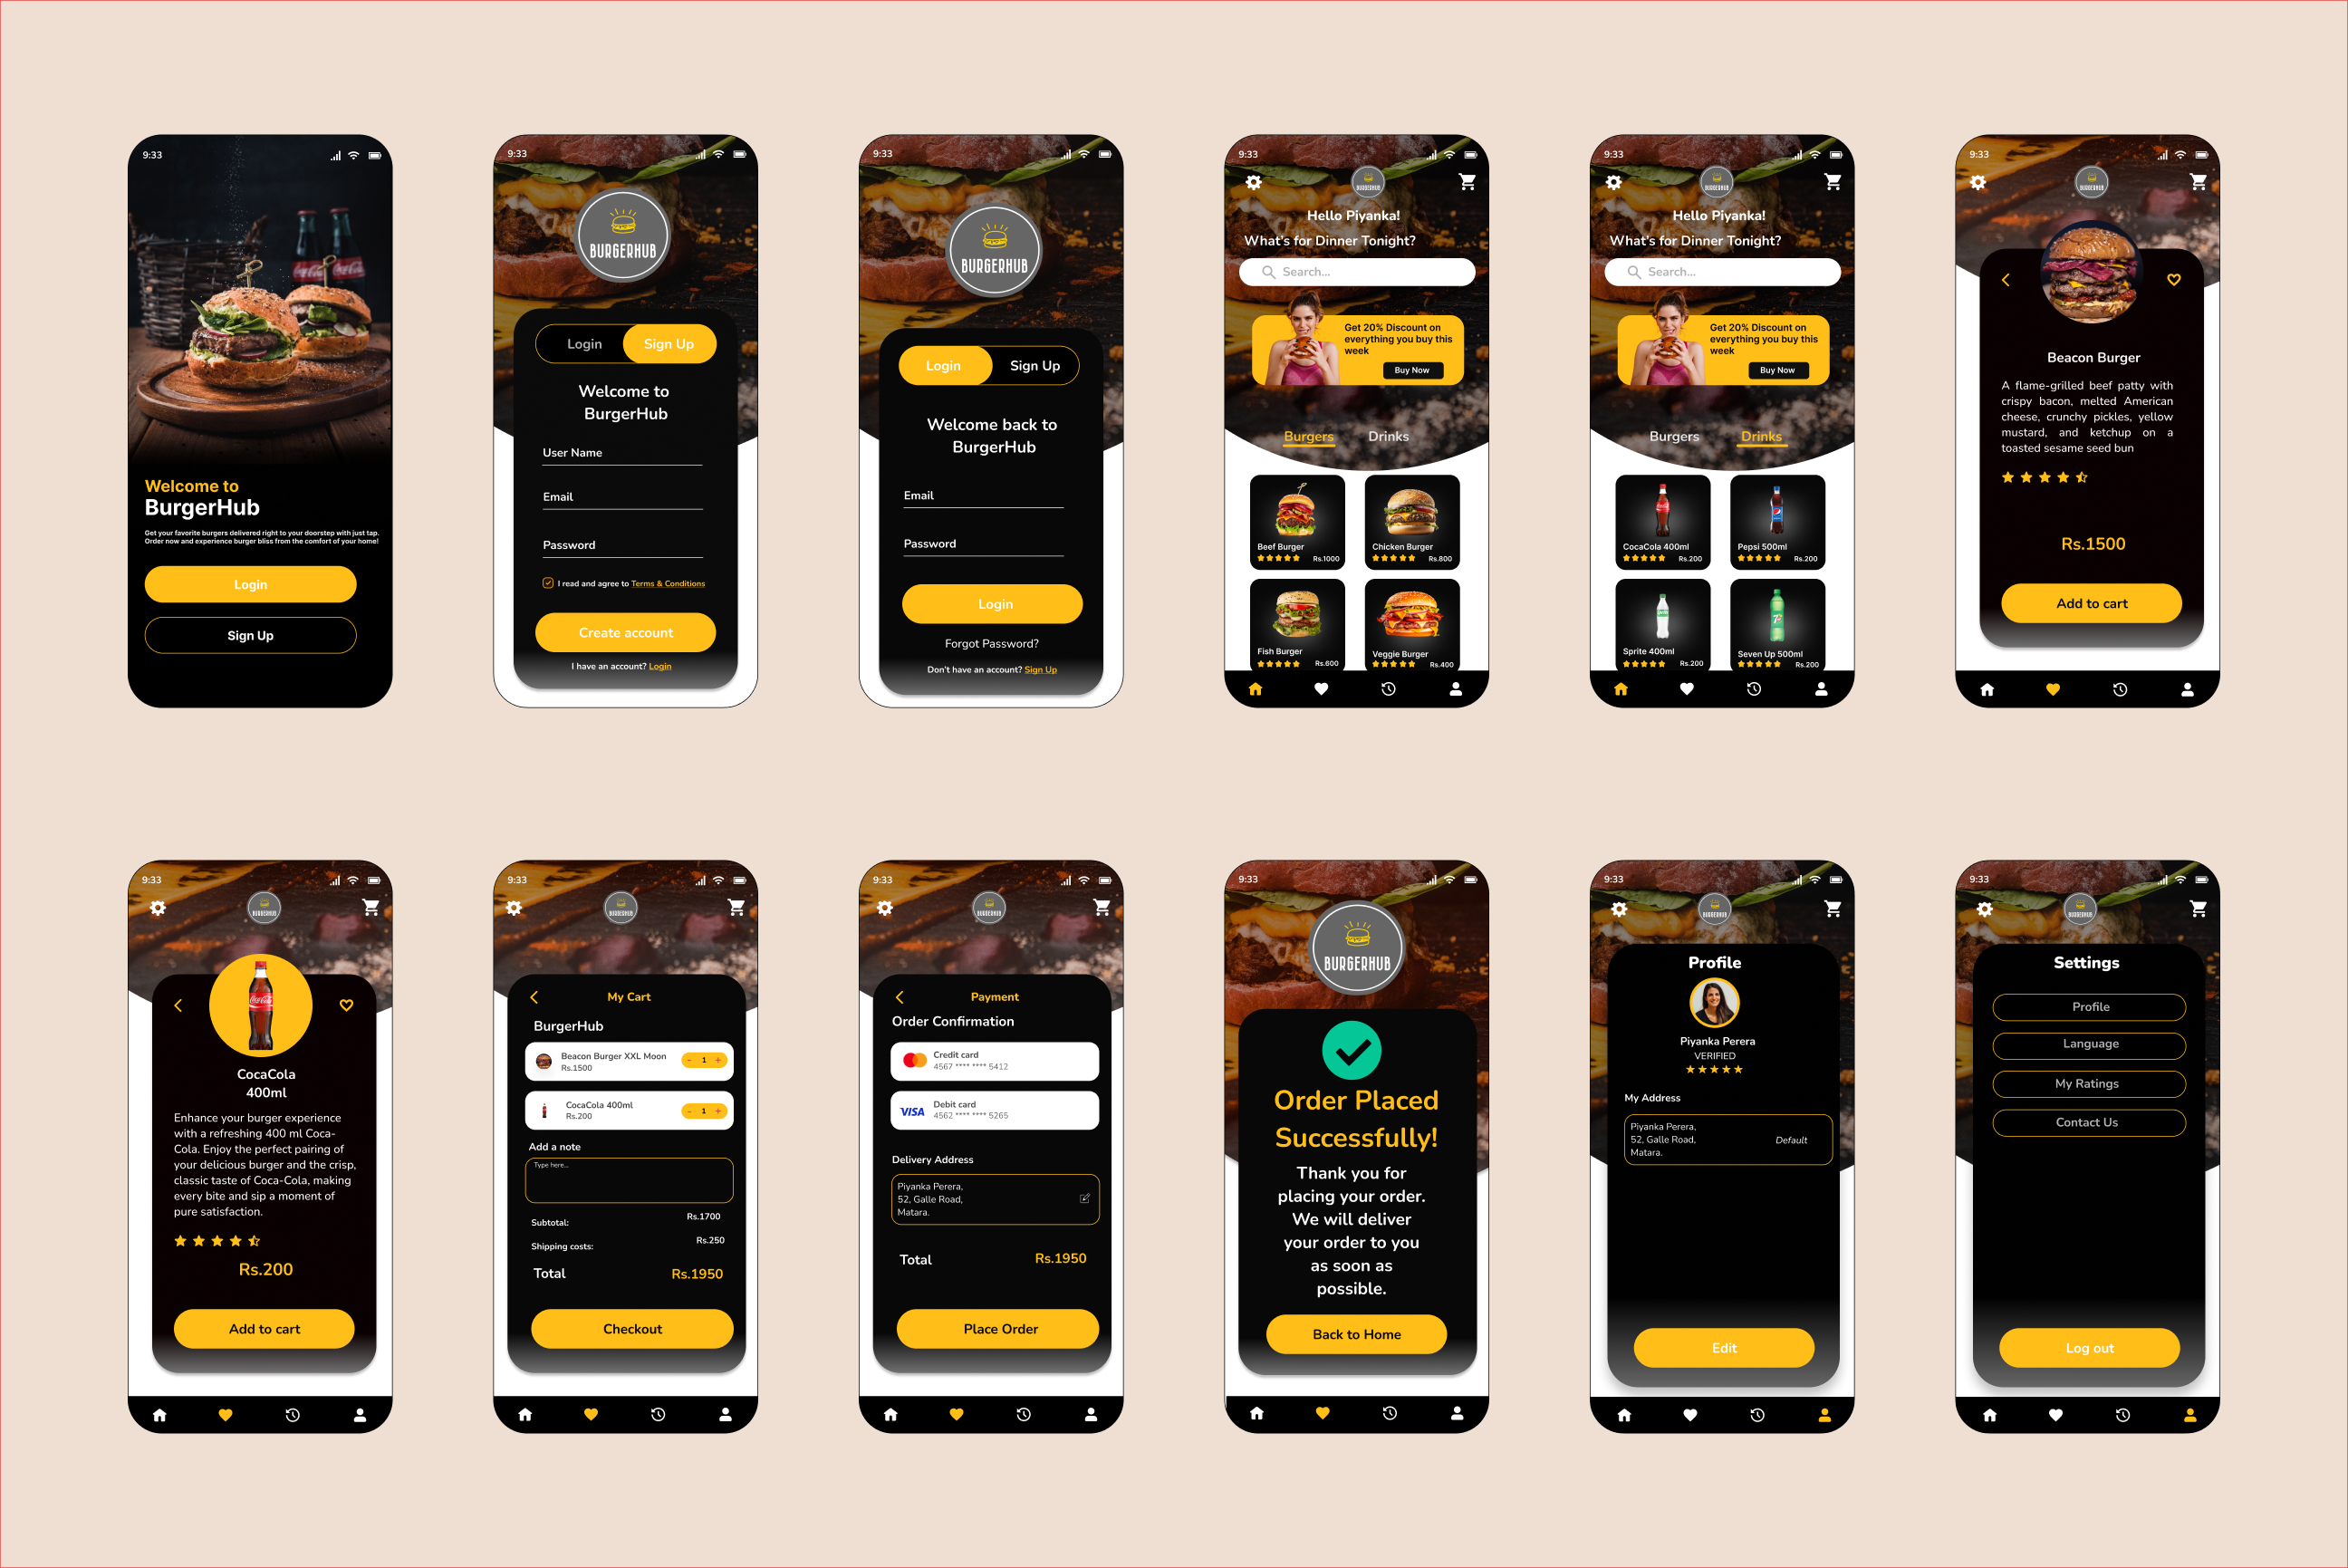 9:33
Welcome to
BurgerHub
Get your favorite burgers delivered right to your doorstep with just tap.
Order now and experience burger bliss from the comfort of your home!
Login
Sign Up
9:33
BURGERHUB
Login
Sign Up
Welcome to
BurgerHub
User Name
Email
Password
I read and agree to Terms & Conditions
Create account
I have an account? Login
9:33
BURGERHUB
Login
Sign Up
Welcome back to
BurgerHub
Email
Password
Login
Forgot Password?
Don't have an account? Sign Up
9:33
BURGERHUB
Hello Piyanka!
What's for Dinner Tonight?
Search...
Get 20% Discount on
everything you buy this
week
Buy Now
Burgers
Drinks
Beef Burger
Rs.1000
Chicken Burger
Rs.800
Fish Burger
Rs.600
Veggie Burger
Rs.400
9:33
BURGERHUB
Hello Piyanka!
What's for Dinner Tonight?
Search...
Get 20% Discount on
everything you buy this
week
Buy Now
Burgers
Drinks
CocaCola 400ml
Rs.200
Pepsi 500ml
Rs.200
Sprite 400ml
Rs.200
Seven Up 500ml
Rs.200
9:33
BURGERHUB
Beacon Burger
A flame-grilled beef patty with
crispy bacon, melted American
cheese, crunchy pickles, yellow
mustard, and ketchup on a
toasted sesame seed bun
Rs.1500
Add to cart
9:33
BURGERHUB
Coca-Cola
CocaCola
400ml
Enhance your burger experience
with a refreshing 400 ml Coca-
Cola. Enjoy the perfect pairing of
your delicious burger and the crisp,
classic taste of Coca-Cola, making
every bite and sip a moment of
pure satisfaction.
Rs.200
Add to cart
9:33
BURGERHUB
My Cart
BurgerHub
Beacon Burger XXL Moon
Rs.1500
- 1 +
CocaCola 400ml
Rs.200
- 1 +
Add a note
Type here...
Subtotal:
Rs.1700
Shipping costs:
Rs.250
Total
Rs.1950
Checkout
9:33
BURGERHUB
Payment
Order Confirmation
Credit card
4567 **** **** 5412
VISA
Debit card
4562 **** **** 5265
Delivery Address
Piyanka Perera,
52, Galle Road,
Matara.
Total
Rs.1950
Place Order
9:33
BURGERHUB
Order Placed
Successfully!
Thank you for
placing your order.
We will deliver
your order to you
as soon as
possible.
Back to Home
9:33
BURGERHUB
Profile
Piyanka Perera
VERIFIED
My Address
Piyanka Perera,
52, Galle Road,
Matara.
Default
Edit
9:33
BURGERHUB
Settings
Profile
Language
My Ratings
Contact Us
Log out